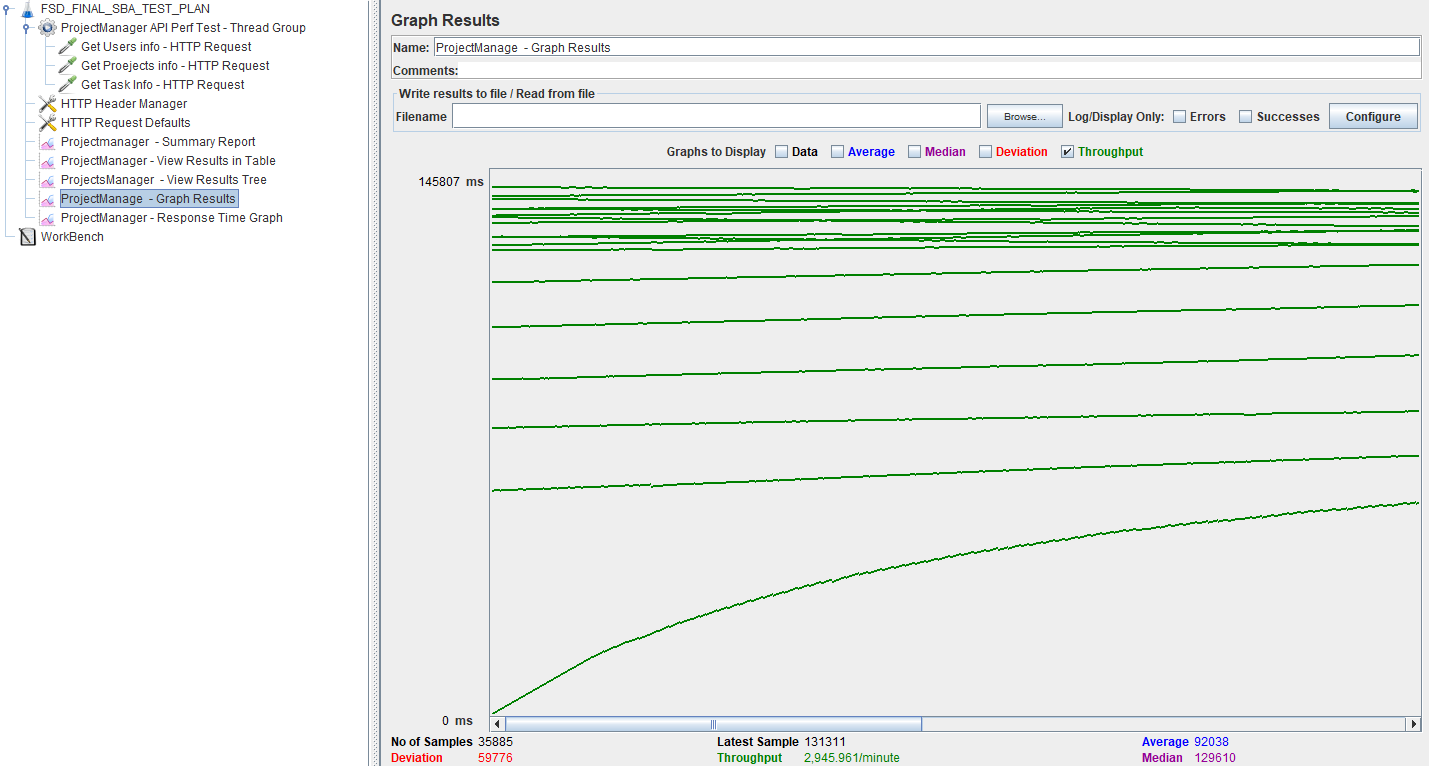 FSD_FINAL_SBA_TEST_PLAN
ProjectManager API Perf Test - Thread Group
Get Users info - HTTP Request
Get Proejects info - HTTP Request
Get Task Info - HTTP Request
HTTP Header Manager
HTTP Request Defaults
Projectmanager - Summary Report
ProjectManager - View Results in Table
ProjectsManager - View Results Tree
ProjectManage - Graph Results
ProjectManager - Response Time Graph
WorkBench
Graph Results
Name: ProjectManage - Graph Results
Comments:
Write results to file / Read from file
Filename Browse... Log/Display Only: Errors Successes Configure
Graphs to Display Data Average Median Deviation Throughput
145807 ms
0 ms
No of Samples 35885 Latest Sample 131311 Average 92038
Deviation 59776 Throughput 2,945.961/minute Median 129610